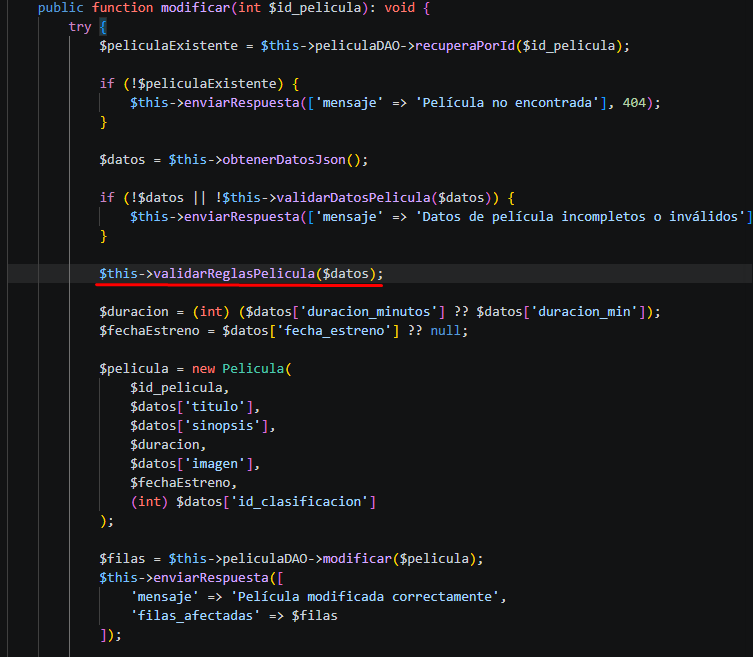 public function modificar(int $id_pelicula): void {
try {
$peliculaExistente = $this->peliculaDAO->recuperaPorId($id_pelicula);
if (!$peliculaExistente) {
$this->enviarRespuesta(['mensaje' => 'Película no encontrada'], 404);
}
$datos = $this->obtenerDatosJson();
if (!$datos || !$this->validarDatosPelicula($datos)) {
$this->enviarRespuesta(['mensaje' => 'Datos de película incompletos o inválidos']
}
$this->validarReglasPelicula($datos);
$duracion = (int) ($datos['duracion_minutos'] ?? $datos['duracion_min']);
$fechaEstreno = $datos['fecha_estreno'] ?? null;
$pelicula = new Pelicula(
$id_pelicula,
$datos['titulo'],
$datos['sinopsis'],
$duracion,
$datos['imagen'],
$fechaEstreno,
(int) $datos['id_clasificacion']
);
$filas = $this->peliculaDAO->modificar($pelicula);
$this->enviarRespuesta([
'mensaje' => 'Película modificada correctamente',
'filas_afectadas' => $filas
]);